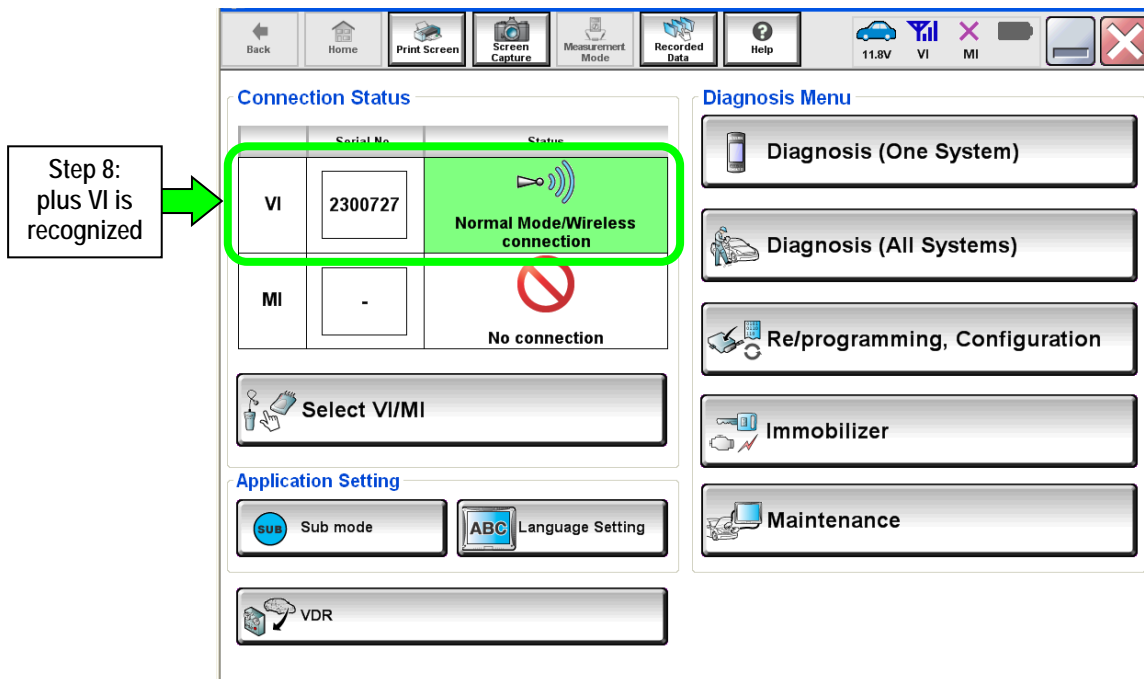 Back
Home
Print Screen
Screen
Capture
Measurement
Mode
Recorded
Data
Help
11.8V
VI
MI
Connection Status
Serial No.
Status
Step 8:
plus VI is
recognized
VI
2300727
Normal Mode/Wireless
connection
MI
-
No connection
Select VI/MI
Application Setting
SUB
Sub mode
ABC
Language Setting
VDR
Diagnosis Menu
Diagnosis (One System)
Diagnosis (All Systems)
Re/programming, Configuration
Immobilizer
Maintenance